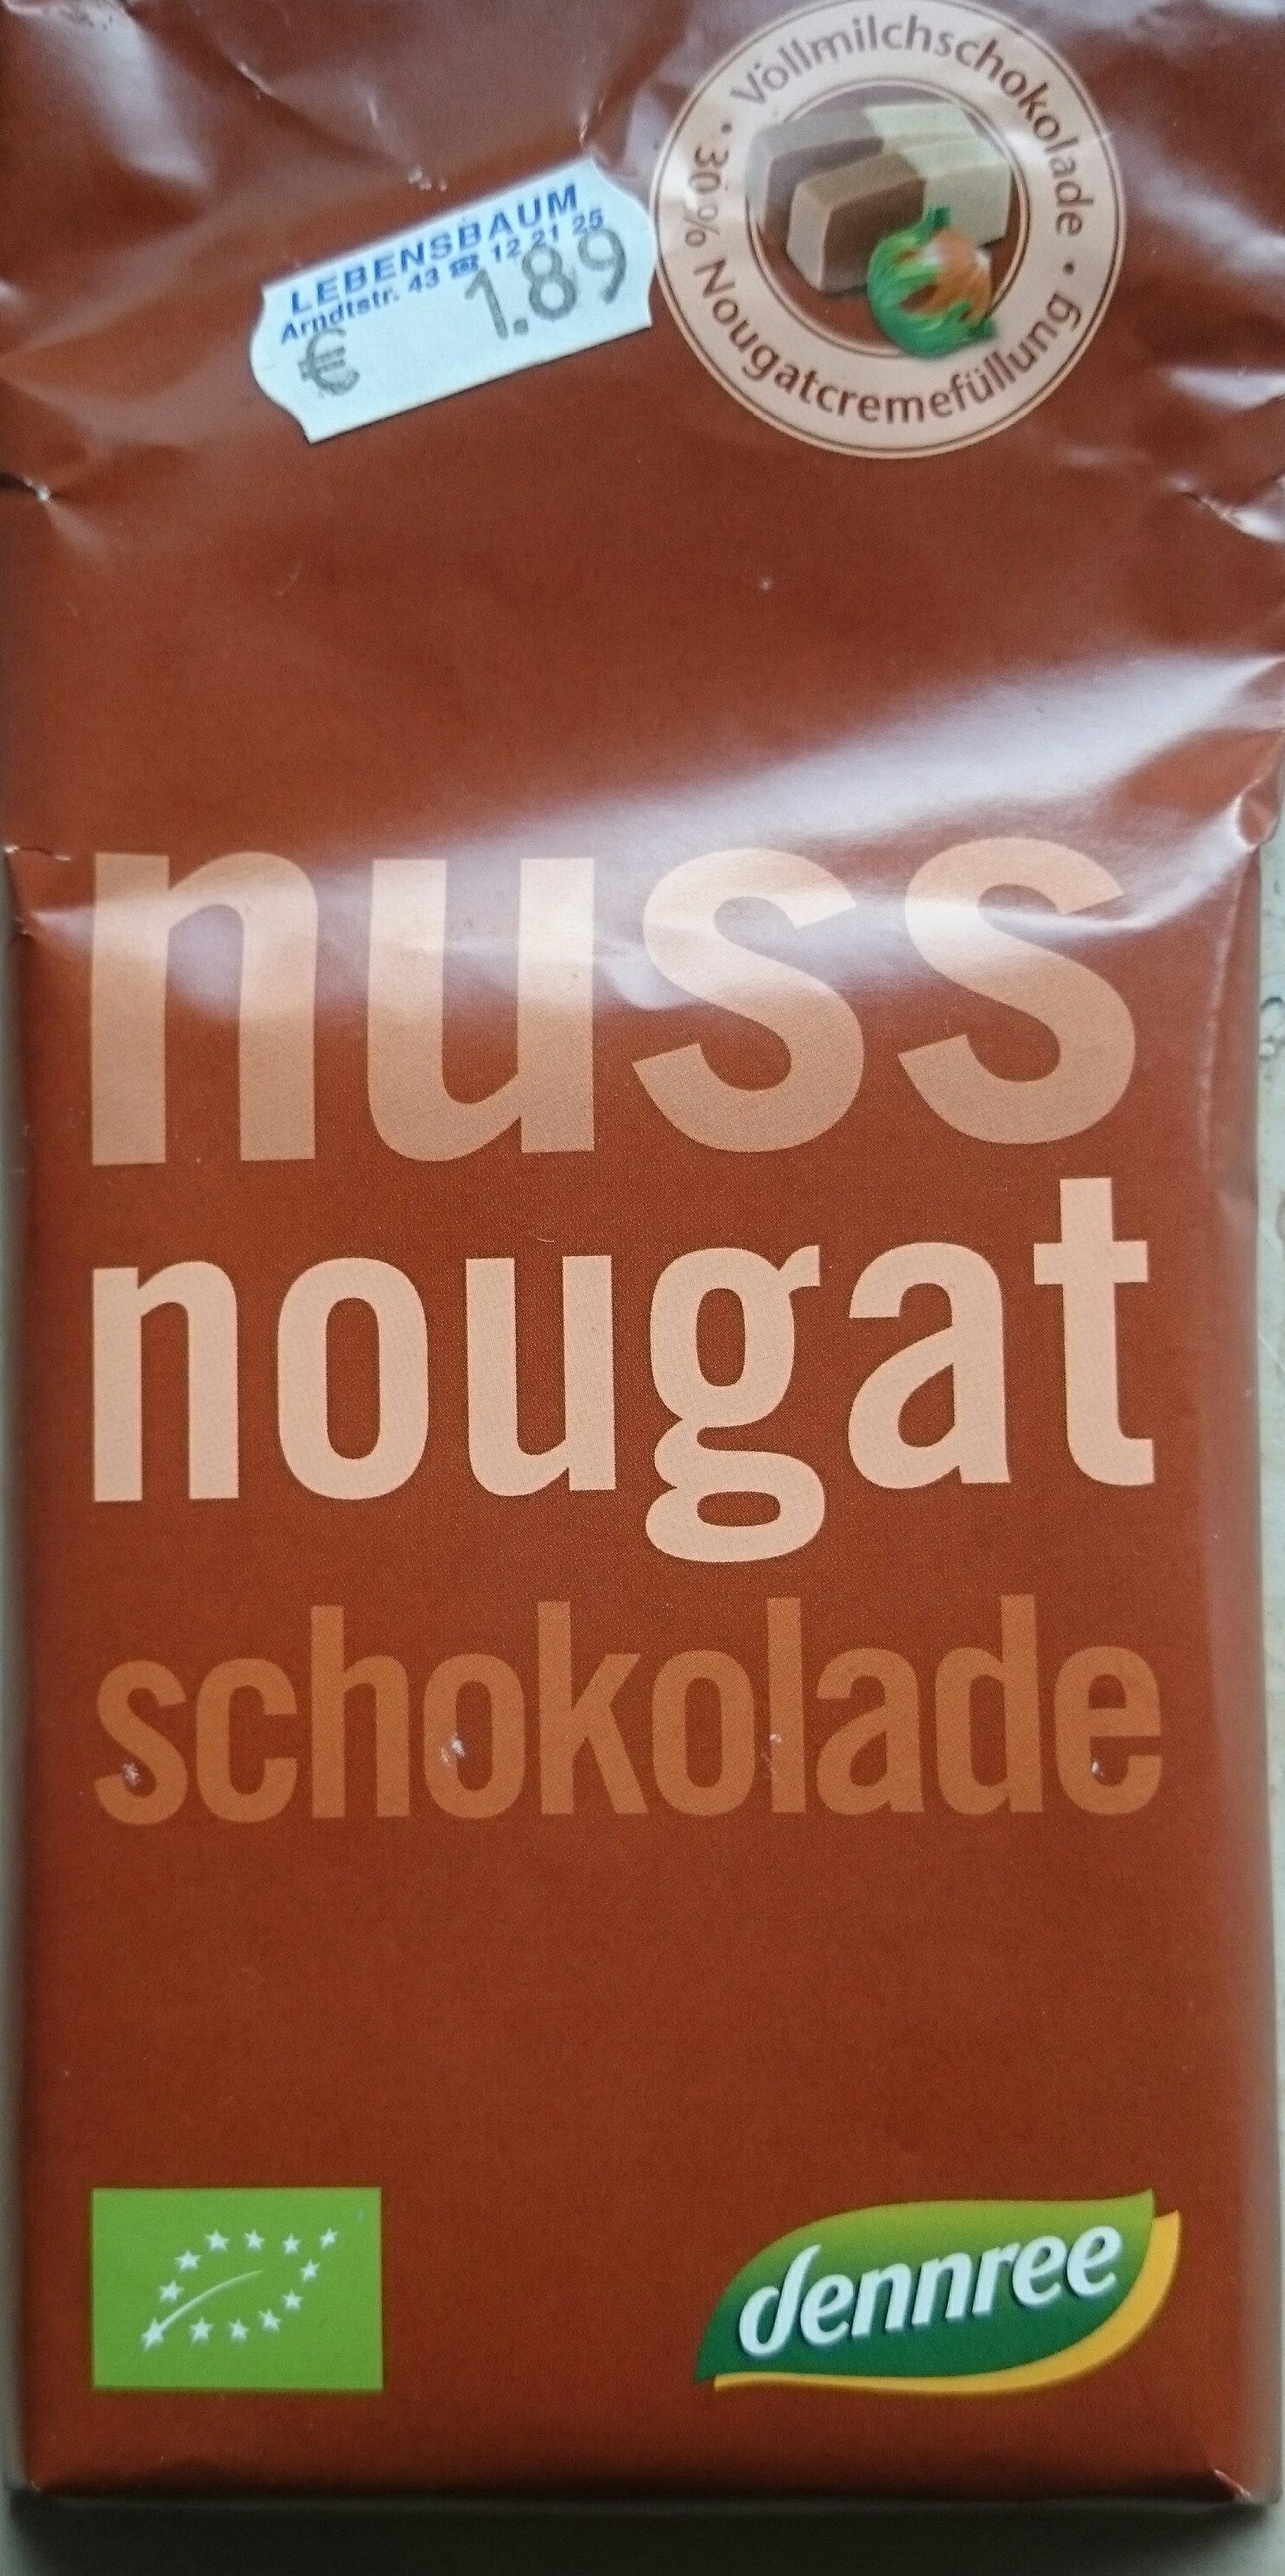 Vollmilchschokolade • 30% Nougatcremefüllung •
LEBENSBAUM
Arndtstr. 43 ☎ 12 21 25
€ 1.89
nuss
nougat
schokolade
dennree